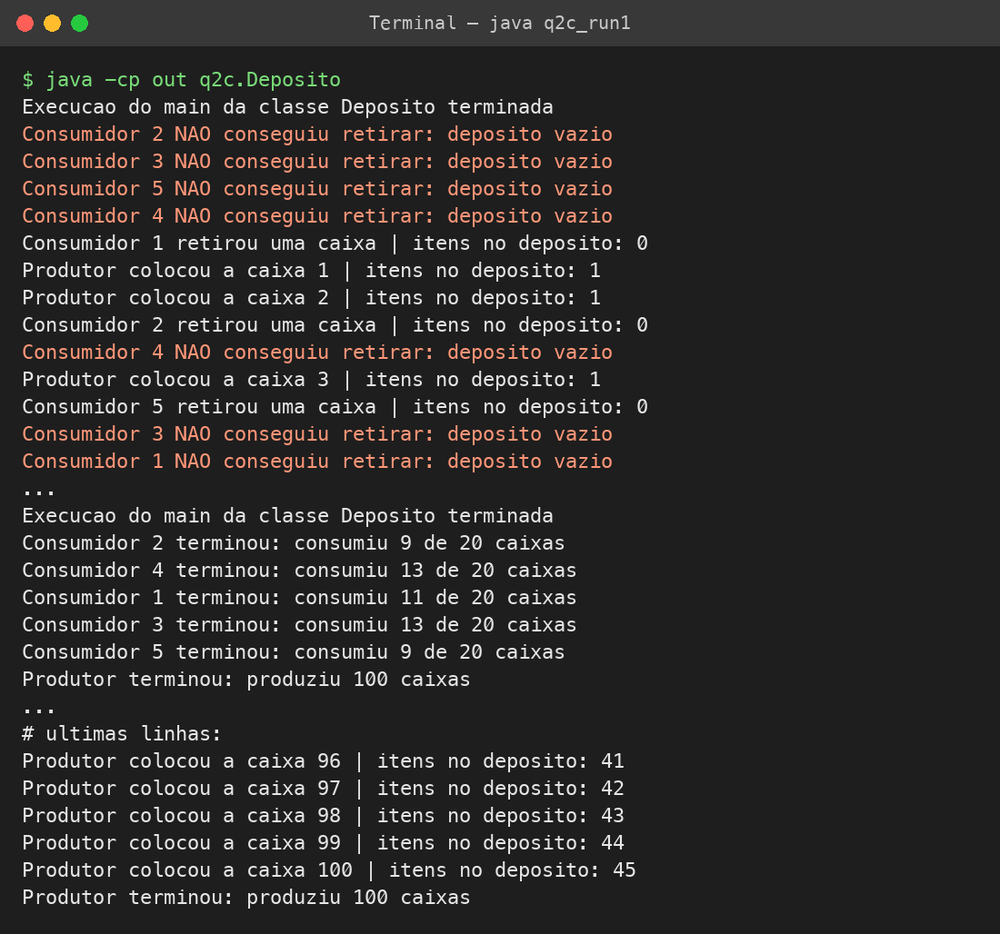 Terminal — java q2c_run1
$ java -cp out q2c.Deposito
Execucao do main da classe Deposito terminada
Consumidor 2 NAO conseguiu retirar: deposito vazio
Consumidor 3 NAO conseguiu retirar: deposito vazio
Consumidor 5 NAO conseguiu retirar: deposito vazio
Consumidor 4 NAO conseguiu retirar: deposito vazio
Consumidor 1 retirou uma caixa | itens no deposito: 0
Produtor colocou a caixa 1 | itens no deposito: 1
Produtor colocou a caixa 2 | itens no deposito: 1
Consumidor 2 retirou uma caixa | itens no deposito: 0
Consumidor 4 NAO conseguiu retirar: deposito vazio
Produtor colocou a caixa 3 | itens no deposito: 1
Consumidor 5 retirou uma caixa | itens no deposito: 0
Consumidor 3 NAO conseguiu retirar: deposito vazio
Consumidor 1 NAO conseguiu retirar: deposito vazio
...
Execucao do main da classe Deposito terminada
Consumidor 2 terminou: consumiu 9 de 20 caixas
Consumidor 4 terminou: consumiu 13 de 20 caixas
Consumidor 1 terminou: consumiu 11 de 20 caixas
Consumidor 3 terminou: consumiu 13 de 20 caixas
Consumidor 5 terminou: consumiu 9 de 20 caixas
Produtor terminou: produziu 100 caixas
...
# ultimas linhas:
Produtor colocou a caixa 96 | itens no deposito: 41
Produtor colocou a caixa 97 | itens no deposito: 42
Produtor colocou a caixa 98 | itens no deposito: 43
Produtor colocou a caixa 99 | itens no deposito: 44
Produtor colocou a caixa 100 | itens no deposito: 45
Produtor terminou: produziu 100 caixas